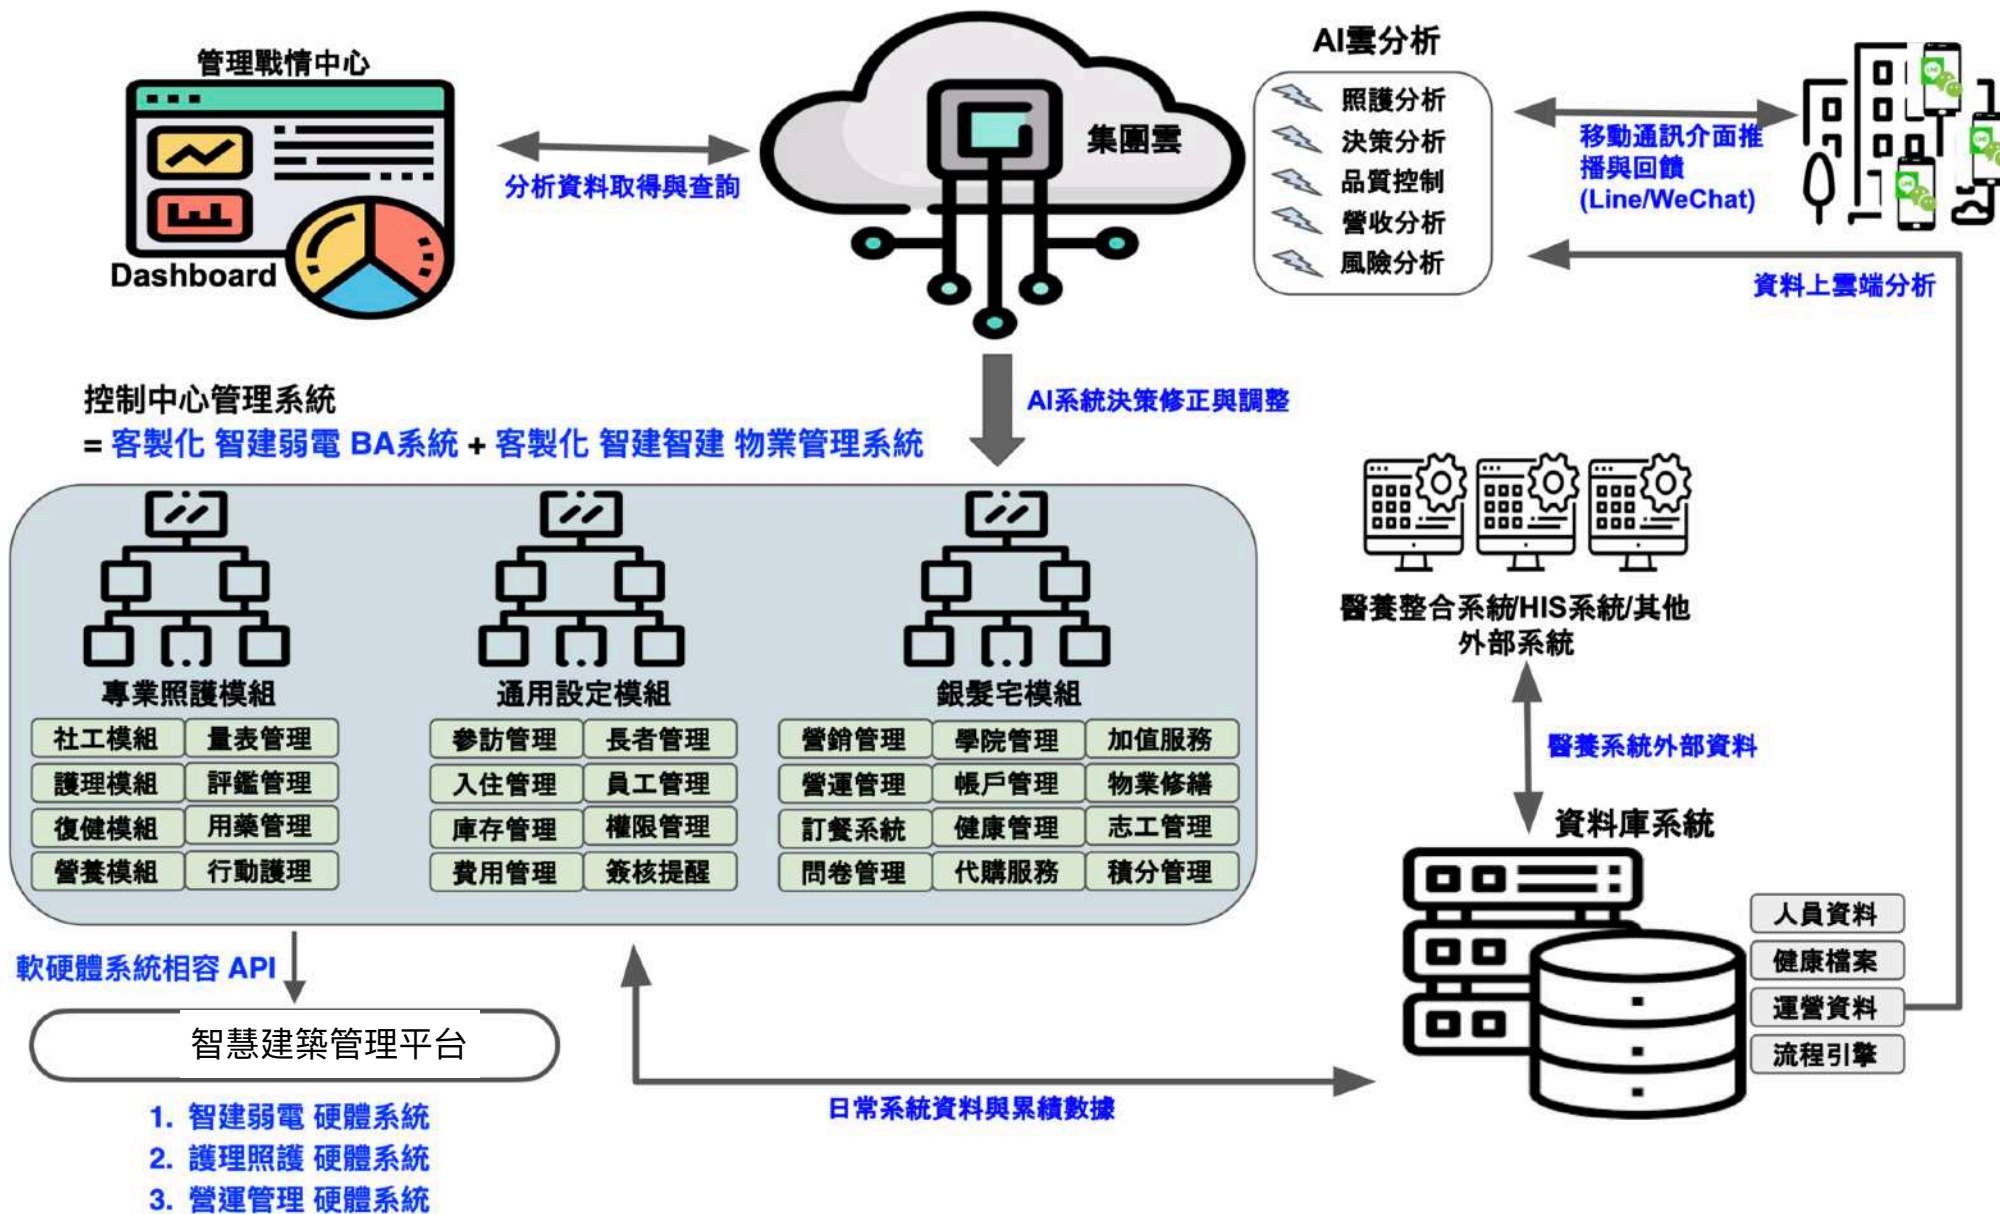 管理戰情中心
Dashboard
分析資料取得與查詢
集團雲
AI雲分析
照護分析
決策分析
品質控制
營收分析
風險分析
移動通訊介面推
播與回饋
(Line/WeChat)
資料上雲端分析
AI系統決策修正與調整
控制中心管理系統
= 客製化 智建弱電 BA系統 + 客製化 智建智建 物業管理系統
專業照護模組
社工模組 量表管理
護理模組 評鑑管理
復健模組 用藥管理
營養模組 行動護理
通用設定模組
參訪管理 長者管理
入住管理 員工管理
庫存管理 權限管理
費用管理 簽核提醒
銀髮宅模組
營銷管理 學院管理 加值服務
營運管理 帳戶管理 物業修繕
訂餐系統 健康管理 志工管理
問卷管理 代購服務 積分管理
醫養整合系統/HIS系統/其他
外部系統
醫養系統外部資料
資料庫系統
人員資料
健康檔案
運營資料
流程引擎
軟硬體系統相容 API
智慧建築管理平台
1. 智建弱電 硬體系統
2. 護理照護 硬體系統
3. 營運管理 硬體系統
日常系統資料與累績數據